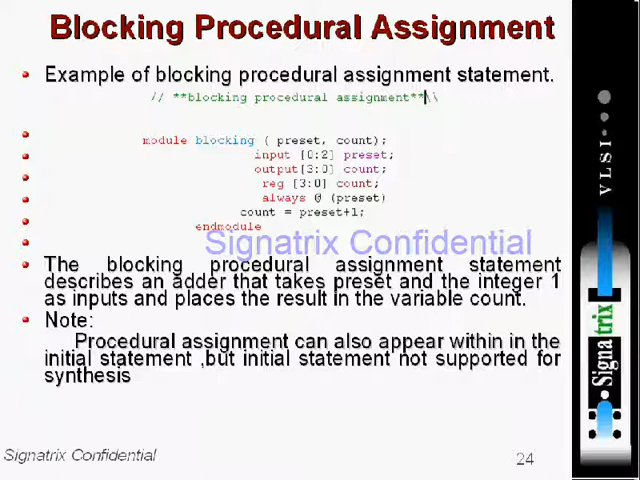 Blocking Procedural Assignment
Example of blocking procedural assignment statement.
// **blocking procedural assignment**\\
module blocking ( preset, count);
input [0:2] preset;
output[3:0] count;
reg [3:0] count;
always @ (preset)
count = preset+1;
endmodule
Signatrix Confidential
The blocking procedural assignment statement
describes an adder that takes preset and the integer 1
as inputs and places the result in the variable count.
Note:
Procedural assignment can also appear within in the
initial statement ,but initial statement not supported for
synthesis
Signatrix Confidential
24
VLSI
Signatrix